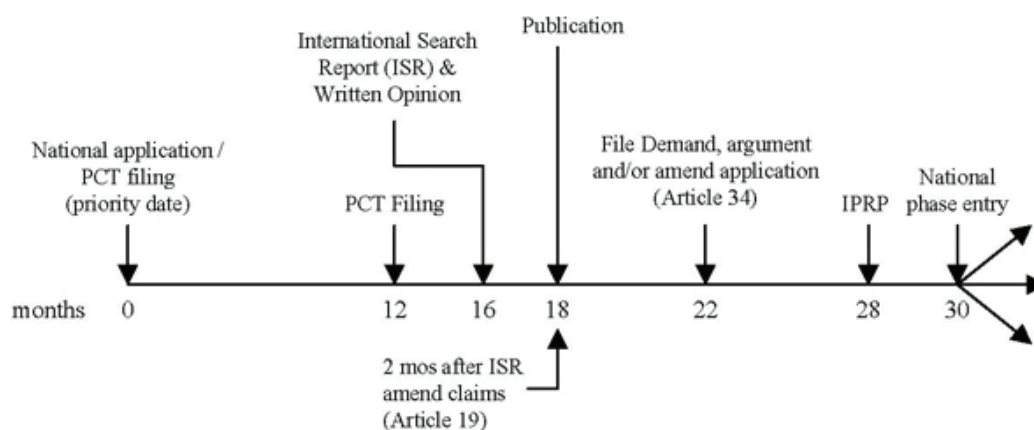 Publication
International Search
Report (ISR) &
Written Opinion
National application /
PCT filing
(priority date)
PCT Filing
File Demand, argument
and/or amend application
(Article 34)
IPRP
National
phase entry
months 0 12 16 18 22 28 30
2 mos after ISR
amend claims
(Article 19)